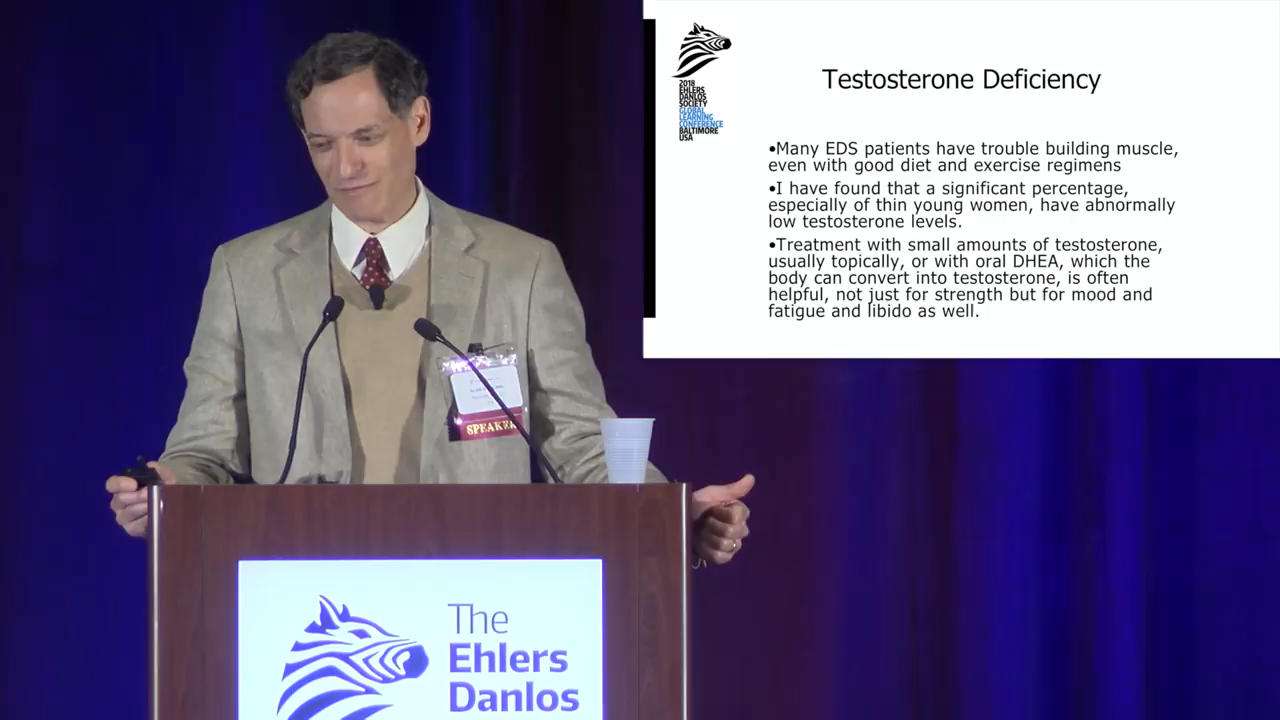 2018
EHLERS
DANLOS
SOCIETY
GLOBAL
LEARNING
CONFERENCE
BALTIMORE
USA
Testosterone Deficiency
•Many EDS patients have trouble building muscle,
even with good diet and exercise regimens
•I have found that a significant percentage,
especially of thin young women, have abnormally
low testosterone levels.
•Treatment with small amounts of testosterone,
usually topically, or with oral DHEA, which the
body can convert into testosterone, is often
helpful, not just for strength but for mood and
fatigue and libido as well.
SPEAKER
The
Ehlers
Danlos